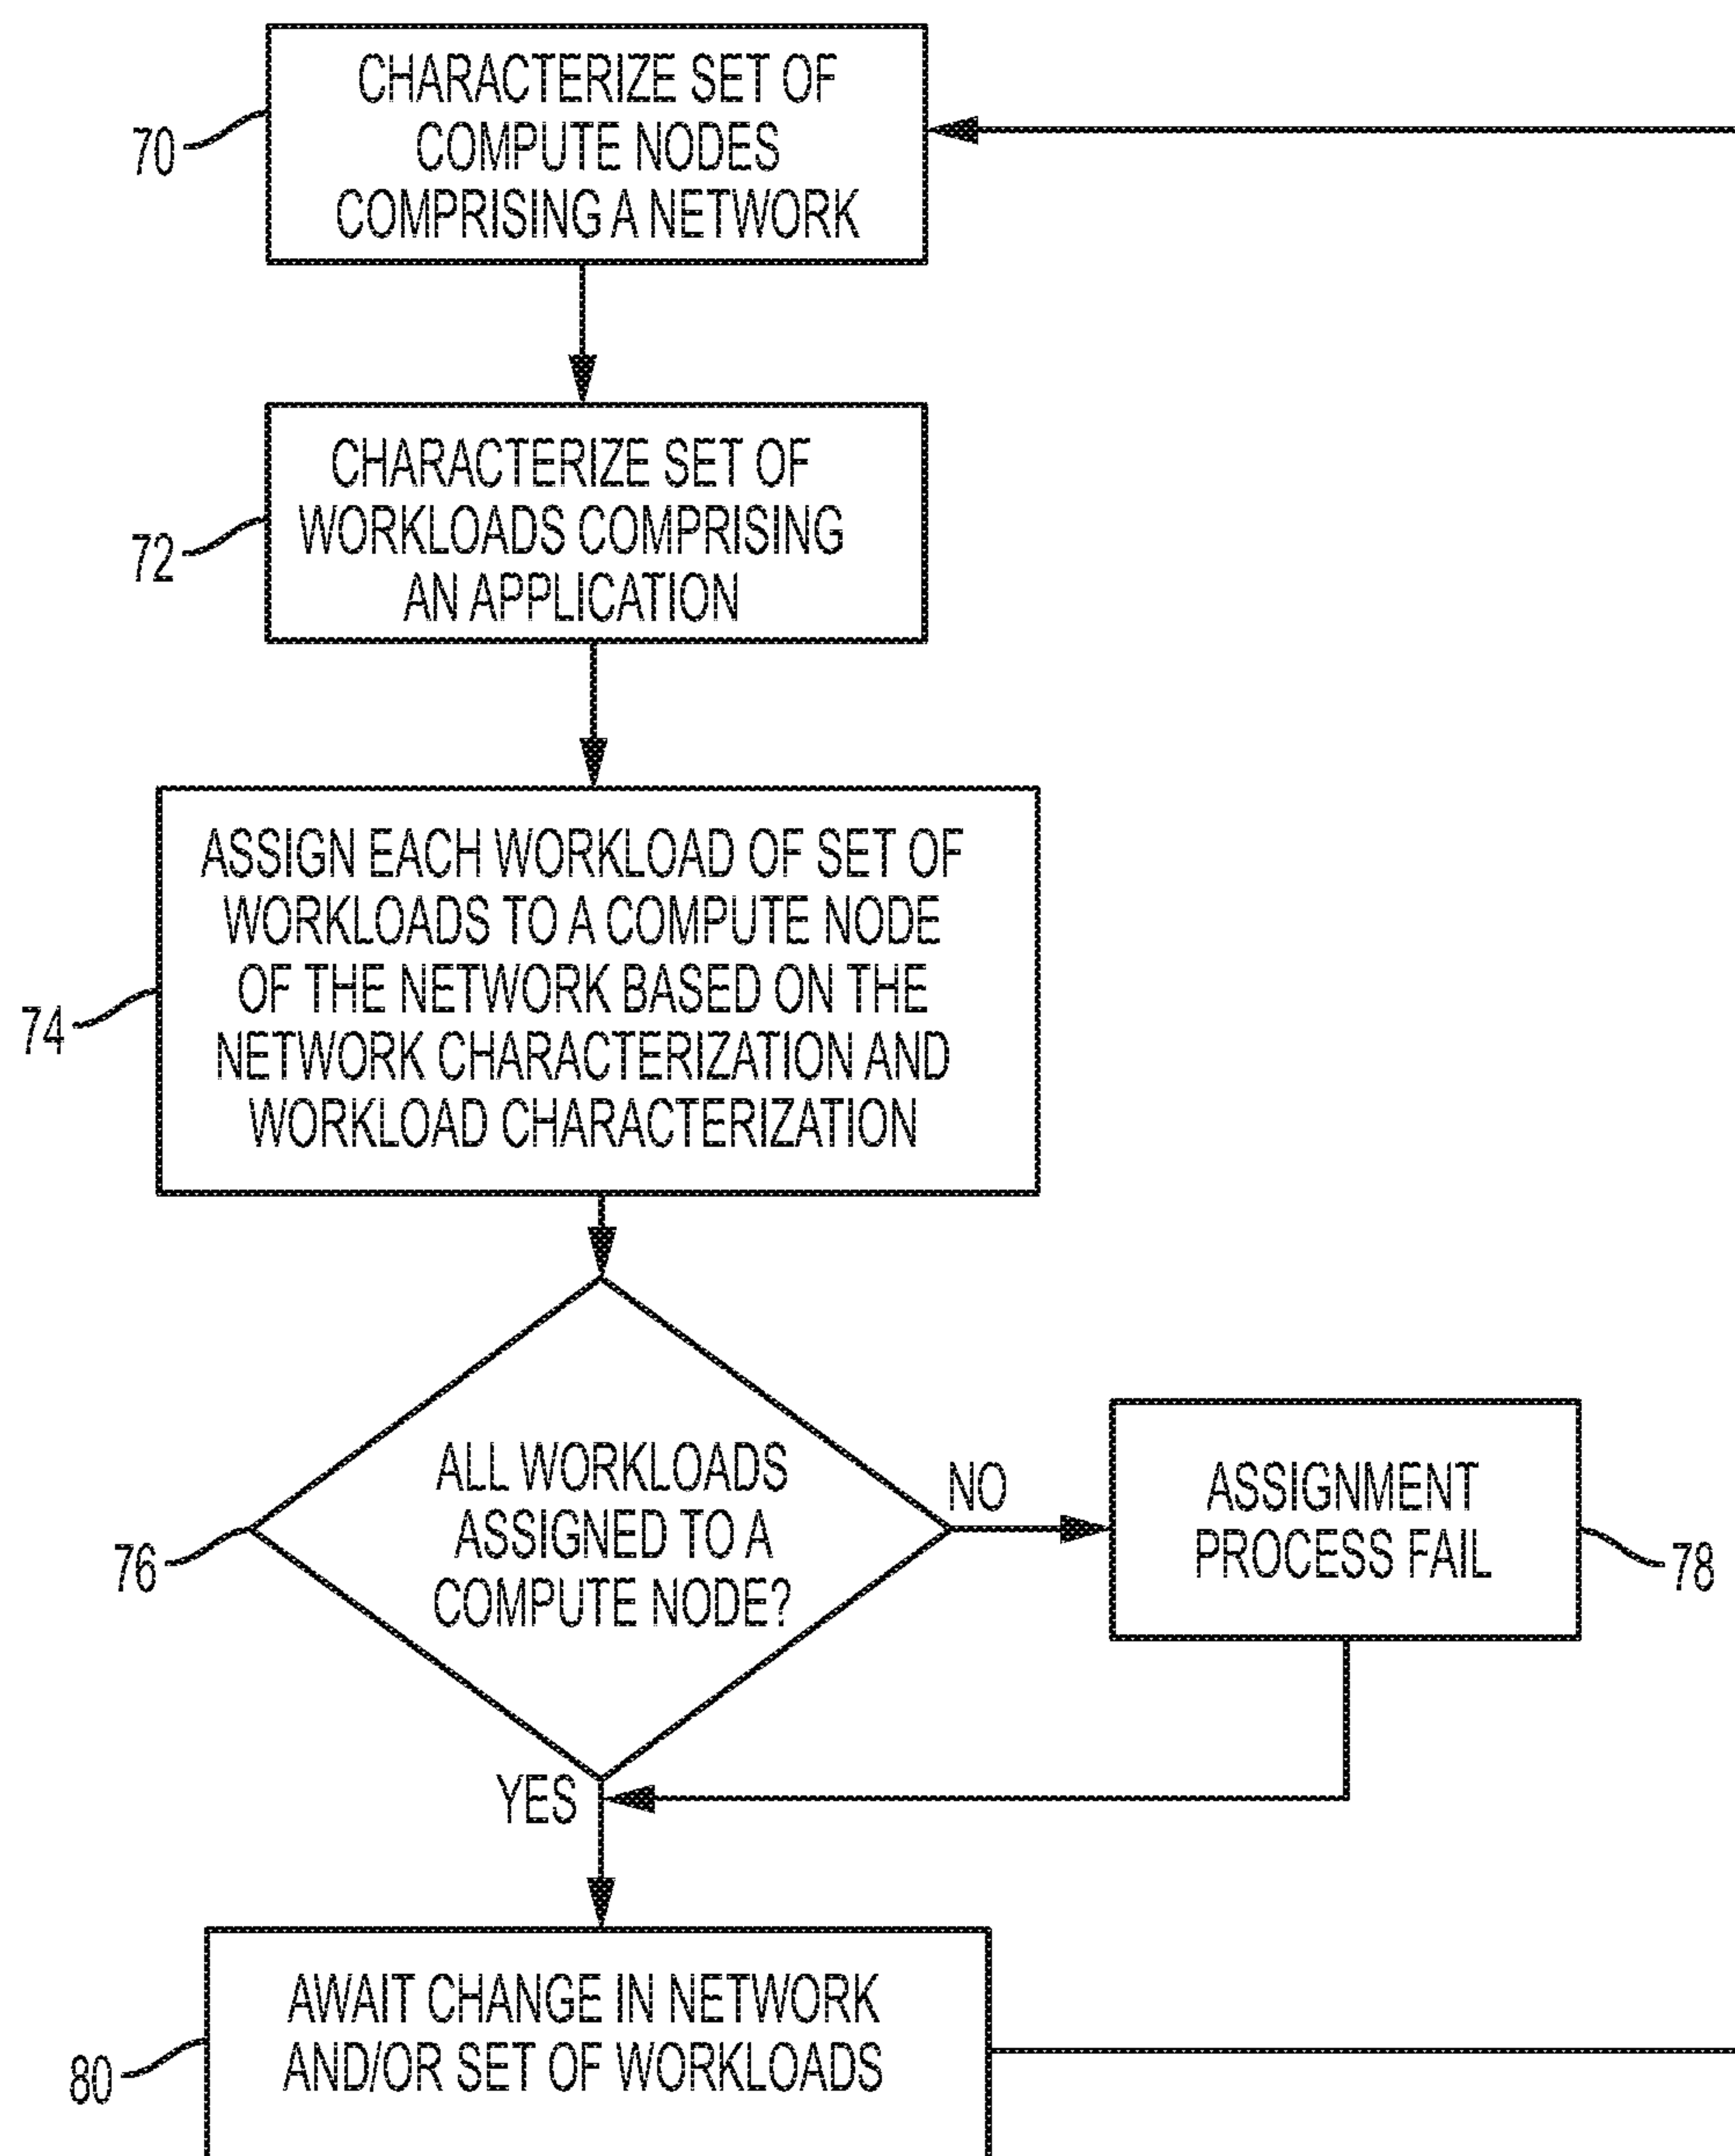 CHARACTERIZE SET OF
COMPUTE NODES
COMPRISING A NETWORK
70
CHARACTERIZE SET OF
WORKLOADS COMPRISING
AN APPLICATION
72
ASSIGN EACH WORKLOAD OF SET OF
WORKLOADS TO A COMPUTE NODE
OF THE NETWORK BASED ON THE
NETWORK CHARACTERIZATION AND
WORKLOAD CHARACTERIZATION
74
ALL WORKLOADS
ASSIGNED TO A
COMPUTE NODE?
76
NO
ASSIGNMENT
PROCESS FAIL
78
YES
AWAIT CHANGE IN NETWORK
AND/OR SET OF WORKLOADS
80